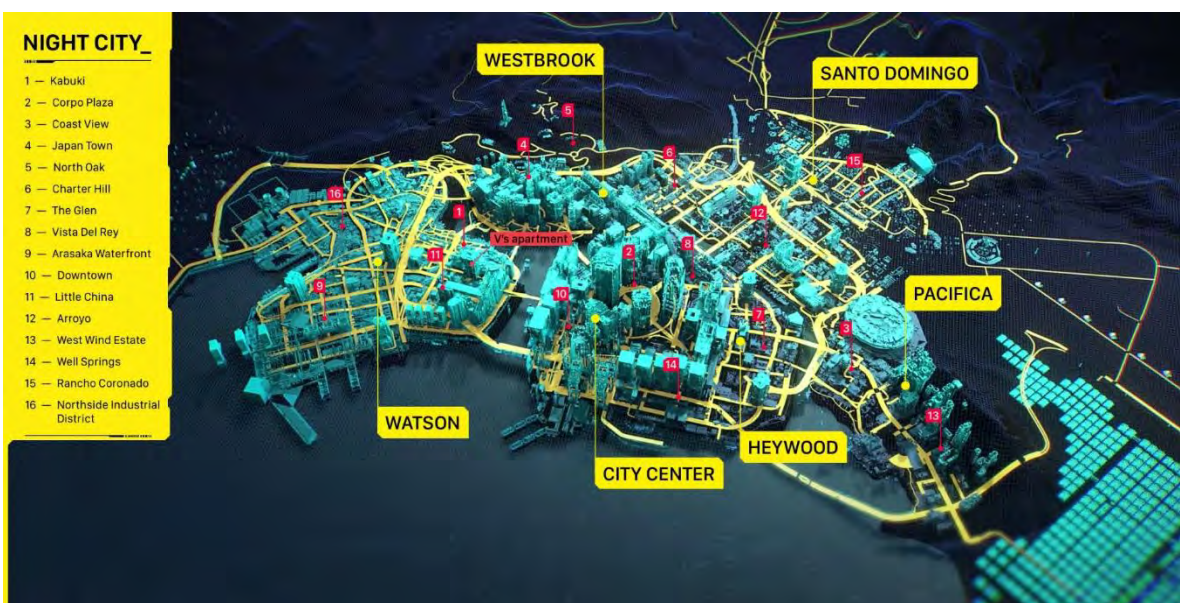 NIGHT CITY_
1 — Kabuki
2 — Corpo Plaza
3 — Coast View
4 — Japan Town
5 — North Oak
6 — Charter Hill
7 — The Glen
8 — Vista Del Rey
9 — Arasaka Waterfront
10 — Downtown
11 — Little China
12 — Arroyo
13 — West Wind Estate
14 — Well Springs
15 — Rancho Coronado
16 — Northside Industrial
District
WESTBROOK
SANTO DOMINGO
5
4
6
15
16
12
1
V's apartment
11
2
8
PACIFICA
9
10
7
3
14
13
WATSON
HEYWOOD
CITY CENTER